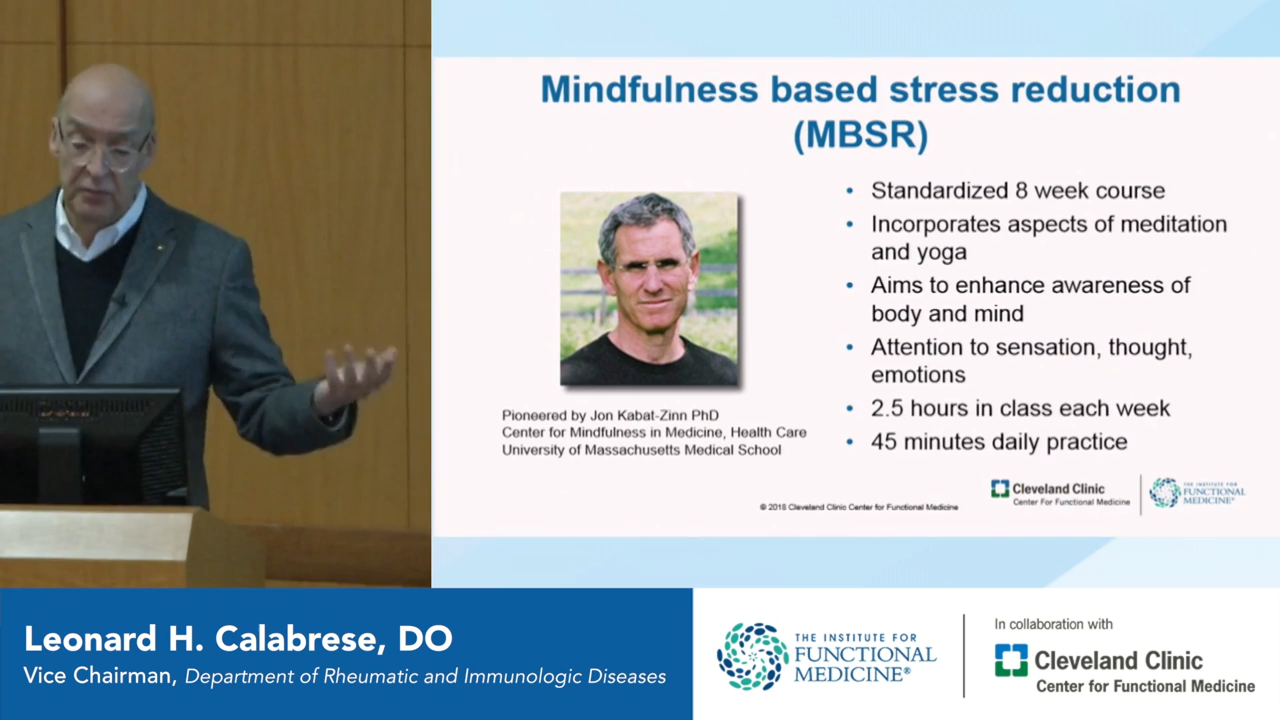 Mindfulness based stress reduction
(MBSR)
• Standardized 8 week course
• Incorporates aspects of meditation
and yoga
• Aims to enhance awareness of
body and mind
• Attention to sensation, thought,
emotions
• 2.5 hours in class each week
• 45 minutes daily practice
Pioneered by Jon Kabat-Zinn PhD
Center for Mindfulness in Medicine, Health Care
University of Massachusetts Medical School
Cleveland Clinic
Center For Functional Medicine
THE INSTITUTE FOR
FUNCTIONAL
MEDICINE®
© 2018 Cleveland Clinic Center for Functional Medicine
DELL
Leonard H. Calabrese, DO
Vice Chairman, Department of Rheumatic and Immunologic Diseases
THE INSTITUTE FOR
FUNCTIONAL
MEDICINE®
In collaboration with
Cleveland Clinic
Center for Functional Medicine